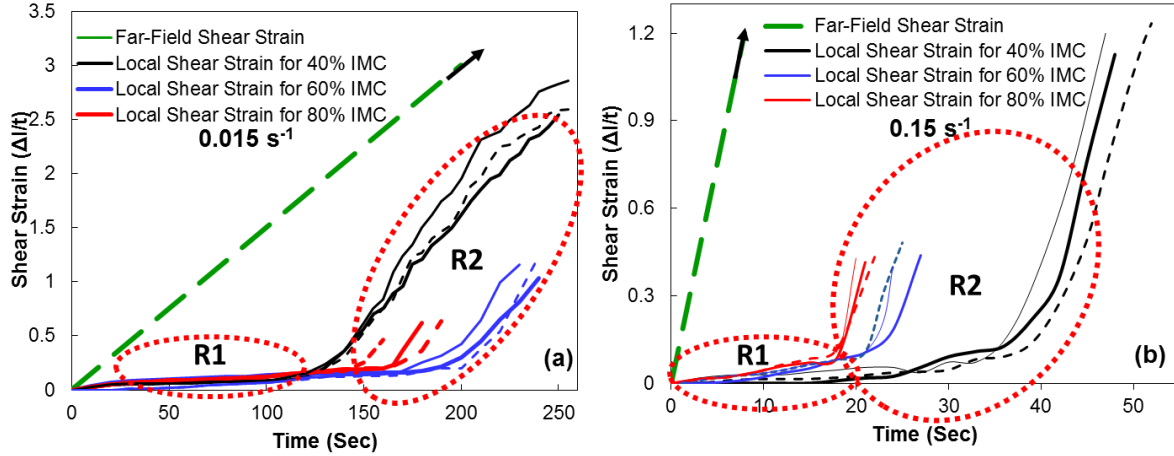 3.5
3
2.5
2
1.5
1
0.5
0
Shear Strain (Δl/t)
Far-Field Shear Strain
Local Shear Strain for 40% IMC
Local Shear Strain for 60% IMC
Local Shear Strain for 80% IMC
0.015 s⁻¹
R1
R2
(a)
0
50
100
150
200
250
Time (Sec)
1.2
0.9
0.6
0.3
0
Shear Strain (Δl/t)
Far-Field Shear Strain
Local Shear Strain for 40% IMC
Local Shear Strain for 60% IMC
Local Shear Strain for 80% IMC
0.15 s⁻¹
R1
R2
(b)
0
10
20
30
40
50
Time (Sec)